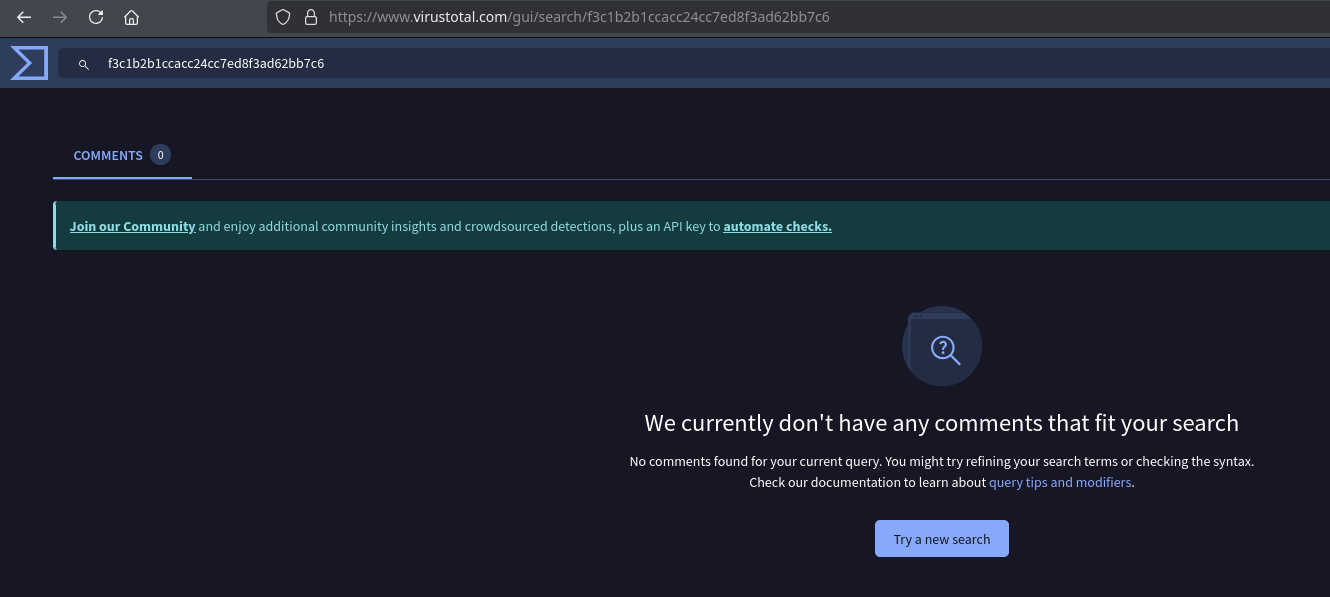 https://www.virustotal.com/gui/search/f3c1b2b1ccacc24cc7ed8f3ad62bb7c6
f3c1b2b1ccacc24cc7ed8f3ad62bb7c6
COMMENTS 0
Join our Community and enjoy additional community insights and crowdsourced detections, plus an API key to automate checks.
?
We currently don't have any comments that fit your search
No comments found for your current query. You might try refining your search terms or checking the syntax.
Check our documentation to learn about query tips and modifiers.
Try a new search